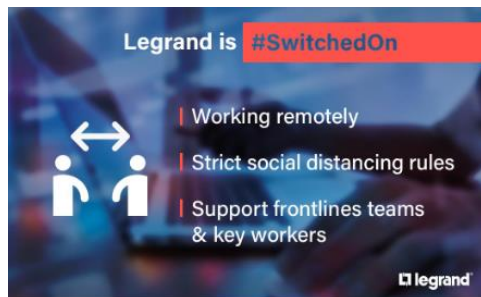 Legrand is #SwitchedOn
Working remotely
Strict social distancing rules
Support frontlines teams
& key workers
legrand